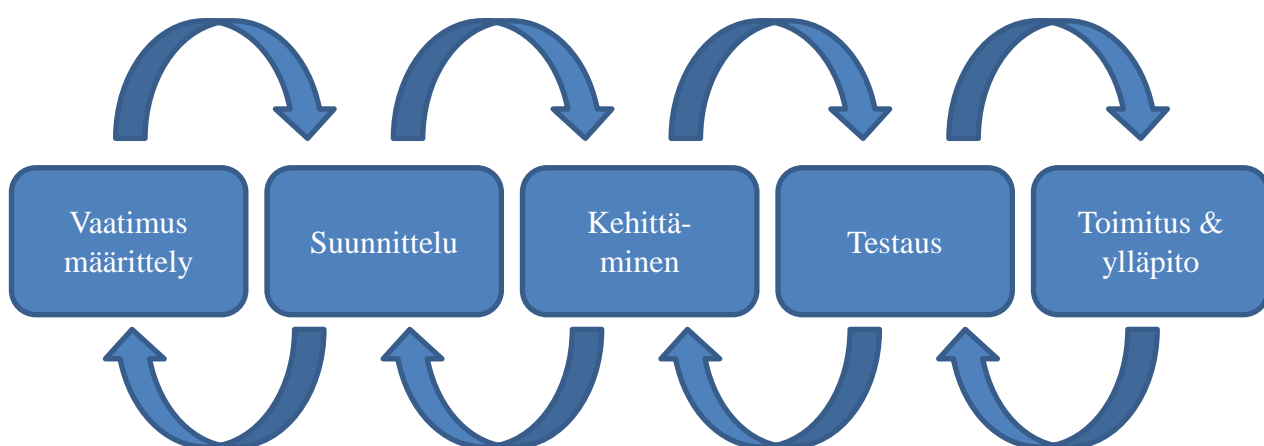 Vaatimus
määrittely
Suunnittelu
Kehittä-
minen
Testaus
Toimitus &
ylläpito